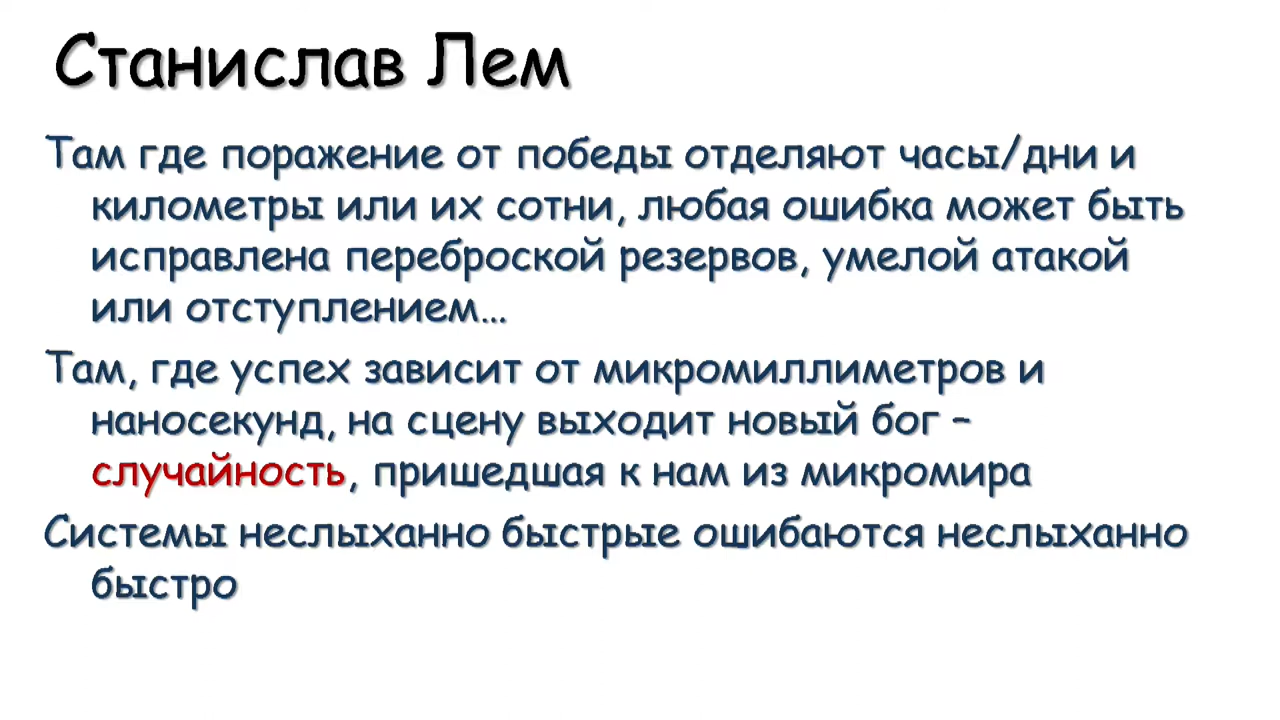 Станислав Лем
Там где поражение от победы отделяют часы/дни и
километры или их сотни, любая ошибка может быть
исправлена переброской резервов, умелой атакой
или отступлением…
Там, где успех зависит от микромиллиметров и
наносекунд, на сцену выходит новый бог –
случайность, пришедшая к нам из микромира
Системы неслыханно быстрые ошибаются неслыханно
быстро